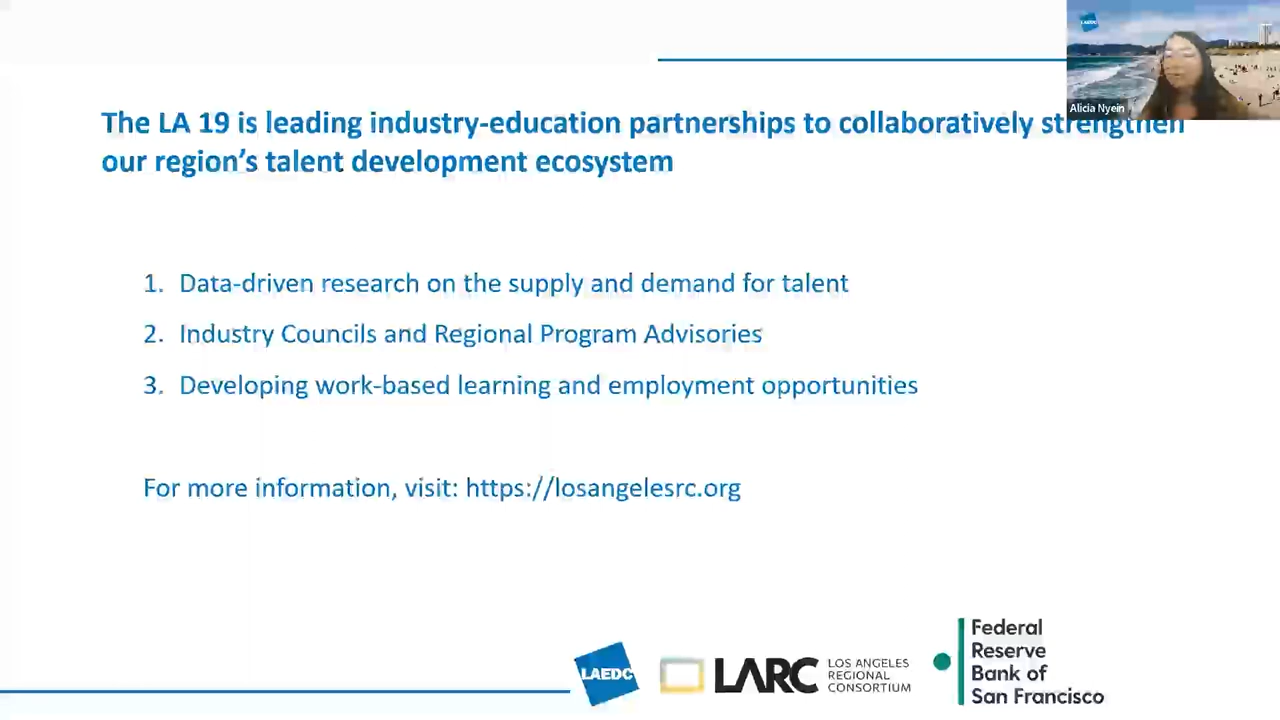 LAEDC
Alicia Nyein
The LA 19 is leading industry-education partnerships to collaboratively strengthen
our region's talent development ecosystem
1. Data-driven research on the supply and demand for talent
2. Industry Councils and Regional Program Advisories
3. Developing work-based learning and employment opportunities
For more information, visit: https://losangelesrc.org
LAEDC
LARC
LOS ANGELES
REGIONAL
CONSORTIUM
Federal
Reserve
Bank of
San Francisco